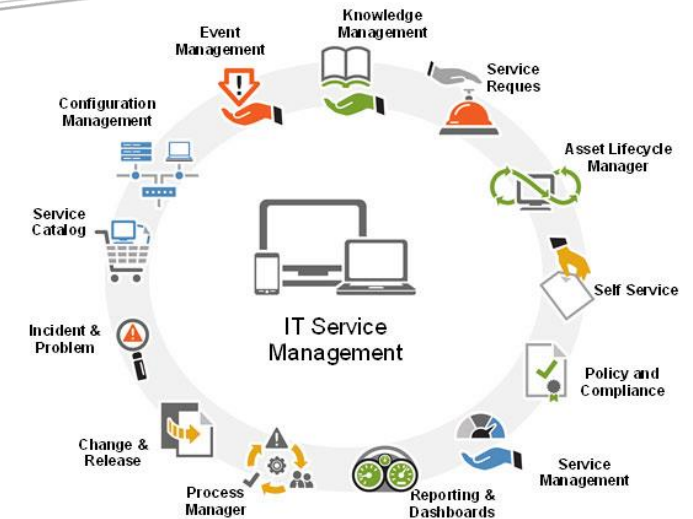 Knowledge
Management
Event
Management
Service
Reques
Configuration
Management
Asset Lifecycle
Manager
Service
Catalog
Self Service
IT Service
Management
Incident &
Problem
Policy and
Compliance
Change &
Release
Service
Management
Process
Manager
Reporting &
Dashboards